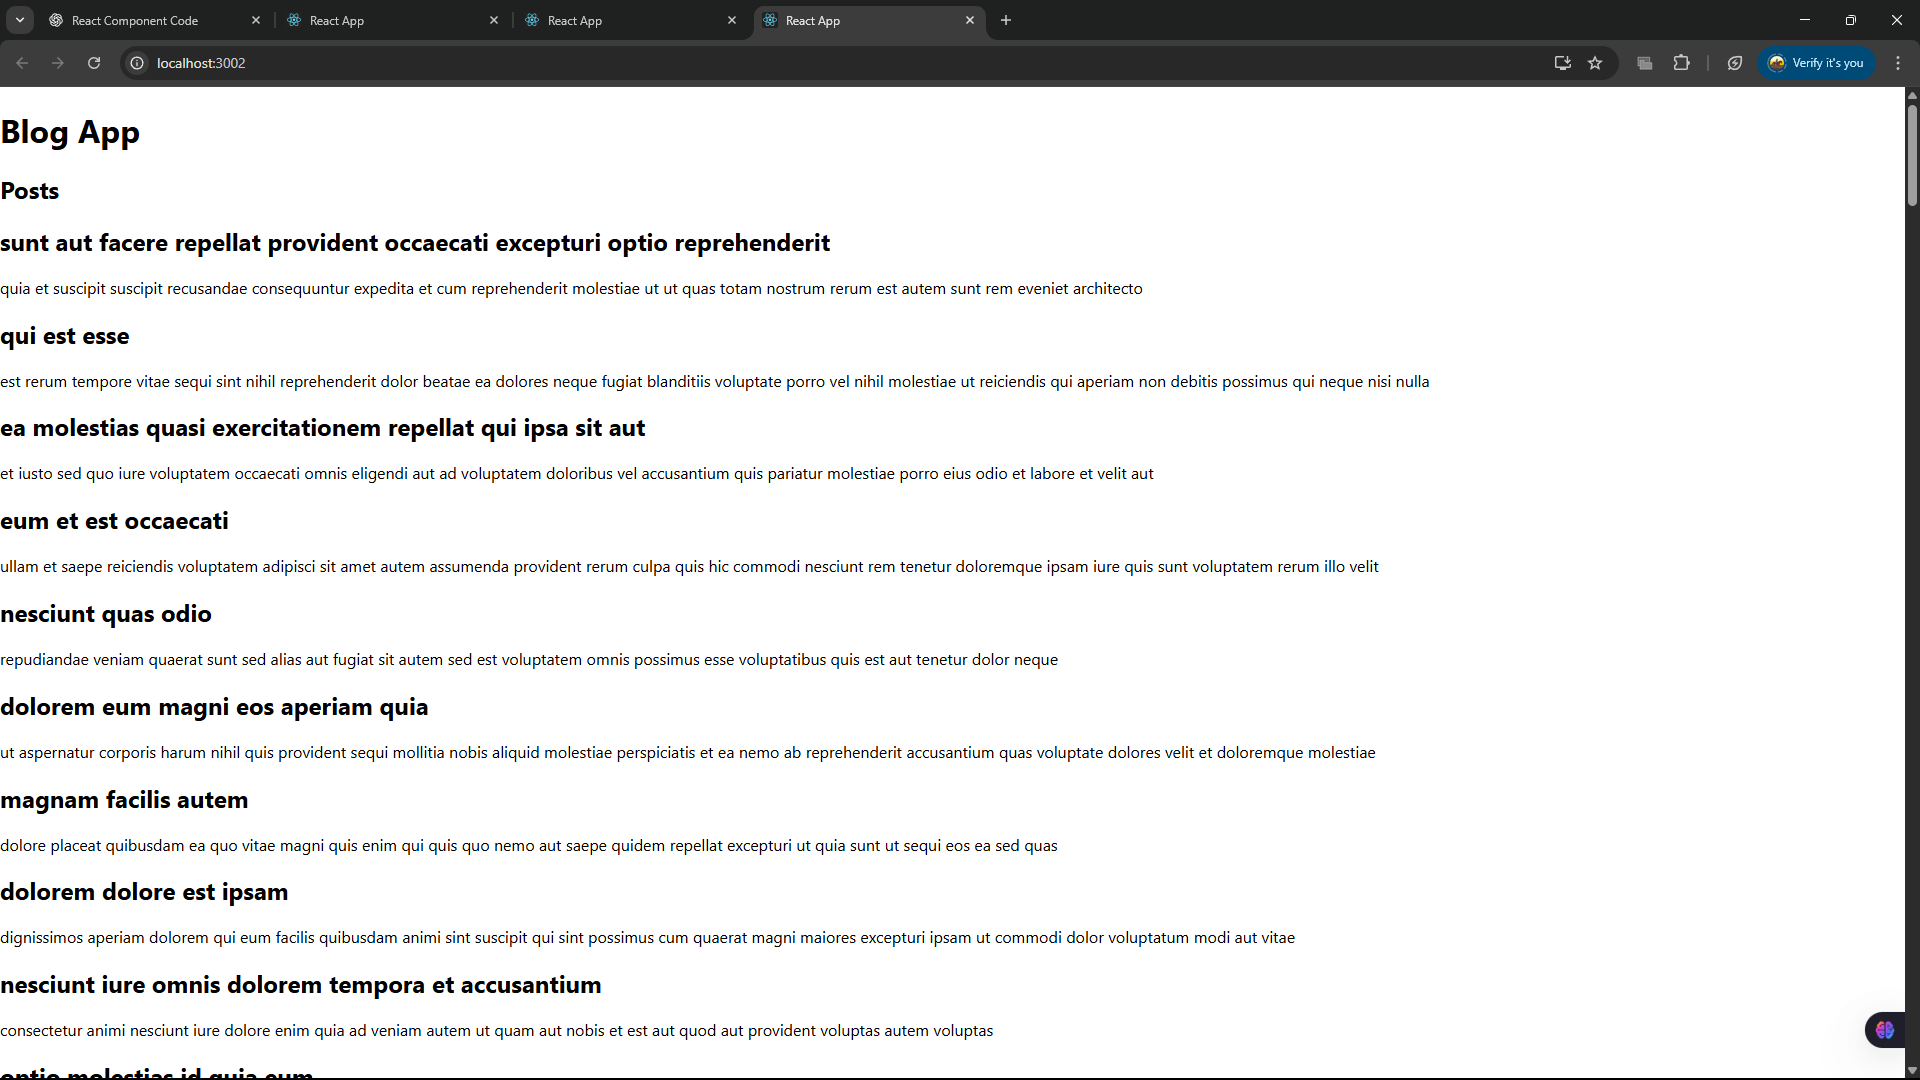 React Component Code
React App
React App
React App
localhost:3002
Verify it's you
Blog App
Posts
sunt aut facere repellat provident occaecati excepturi optio reprehenderit
quia et suscipit suscipit recusandae consequuntur expedita et cum reprehenderit molestiae ut ut quas totam nostrum rerum est autem sunt rem eveniet architecto
qui est esse
est rerum tempore vitae sequi sint nihil reprehenderit dolor beatae ea dolores neque fugiat blanditiis voluptate porro vel nihil molestiae ut reiciendis qui aperiam non debitis possimus qui neque nisi nulla
ea molestias quasi exercitationem repellat qui ipsa sit aut
et iusto sed quo iure voluptatem occaecati omnis eligendi aut ad voluptatem doloribus vel accusantium quis pariatur molestiae porro eius odio et labore et velit aut
eum et est occaecati
ullam et saepe reiciendis voluptatem adipisci sit amet autem assumenda provident rerum culpa quis hic commodi nesciunt rem tenetur doloremque ipsam iure quis sunt voluptatem rerum illo velit
nesciunt quas odio
repudiandae veniam quaerat sunt sed alias aut fugiat sit autem sed est voluptatem omnis possimus esse voluptatibus quis est aut tenetur dolor neque
dolorem eum magni eos aperiam quia
ut aspernatur corporis harum nihil quis provident sequi mollitia nobis aliquid molestiae perspiciatis et ea nemo ab reprehenderit accusantium quas voluptate dolores velit et doloremque molestiae
magnam facilis autem
dolore placeat quibusdam ea quo vitae magni quis enim qui quis quo nemo aut saepe quidem repellat excepturi ut quia sunt ut sequi eos ea sed quas
dolorem dolore est ipsam
dignissimos aperiam dolorem qui eum facilis quibusdam animi sint suscipit qui sint possimus cum quaerat magni maiores excepturi ipsam ut commodi dolor voluptatum modi aut vitae
nesciunt iure omnis dolorem tempora et accusantium
consectetur animi nesciunt iure dolore enim quia ad veniam autem ut quam aut nobis et est aut quod aut provident voluptas autem voluptas
optio molestias id quia eum